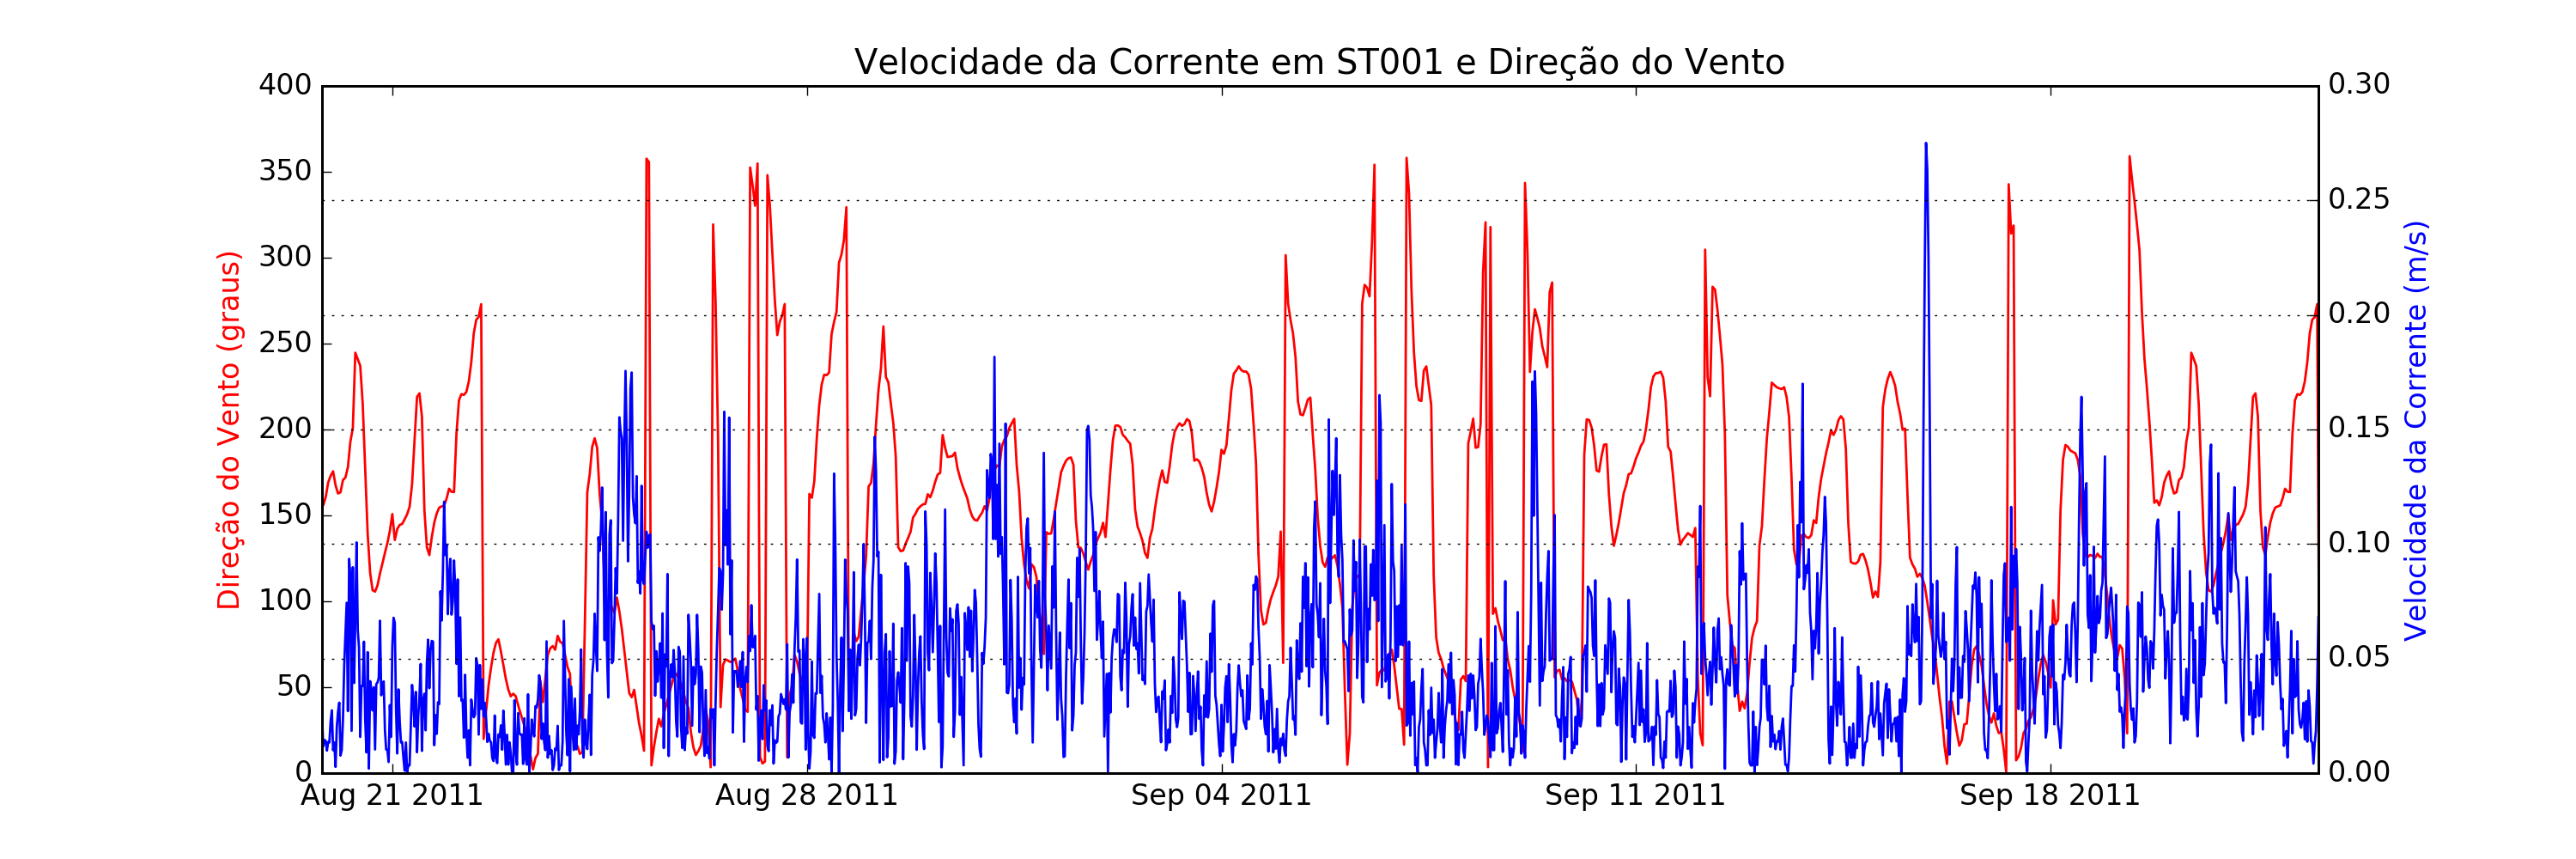 Velocidade da Corrente em ST001 e Direção do Vento
400
350
300
250
200
150
100
50
0
Direção do Vento (graus)
0.30
0.25
0.20
0.15
0.10
0.05
0.00
Velocidade da Corrente (m/s)
Aug 21 2011
Aug 28 2011
Sep 04 2011
Sep 11 2011
Sep 18 2011